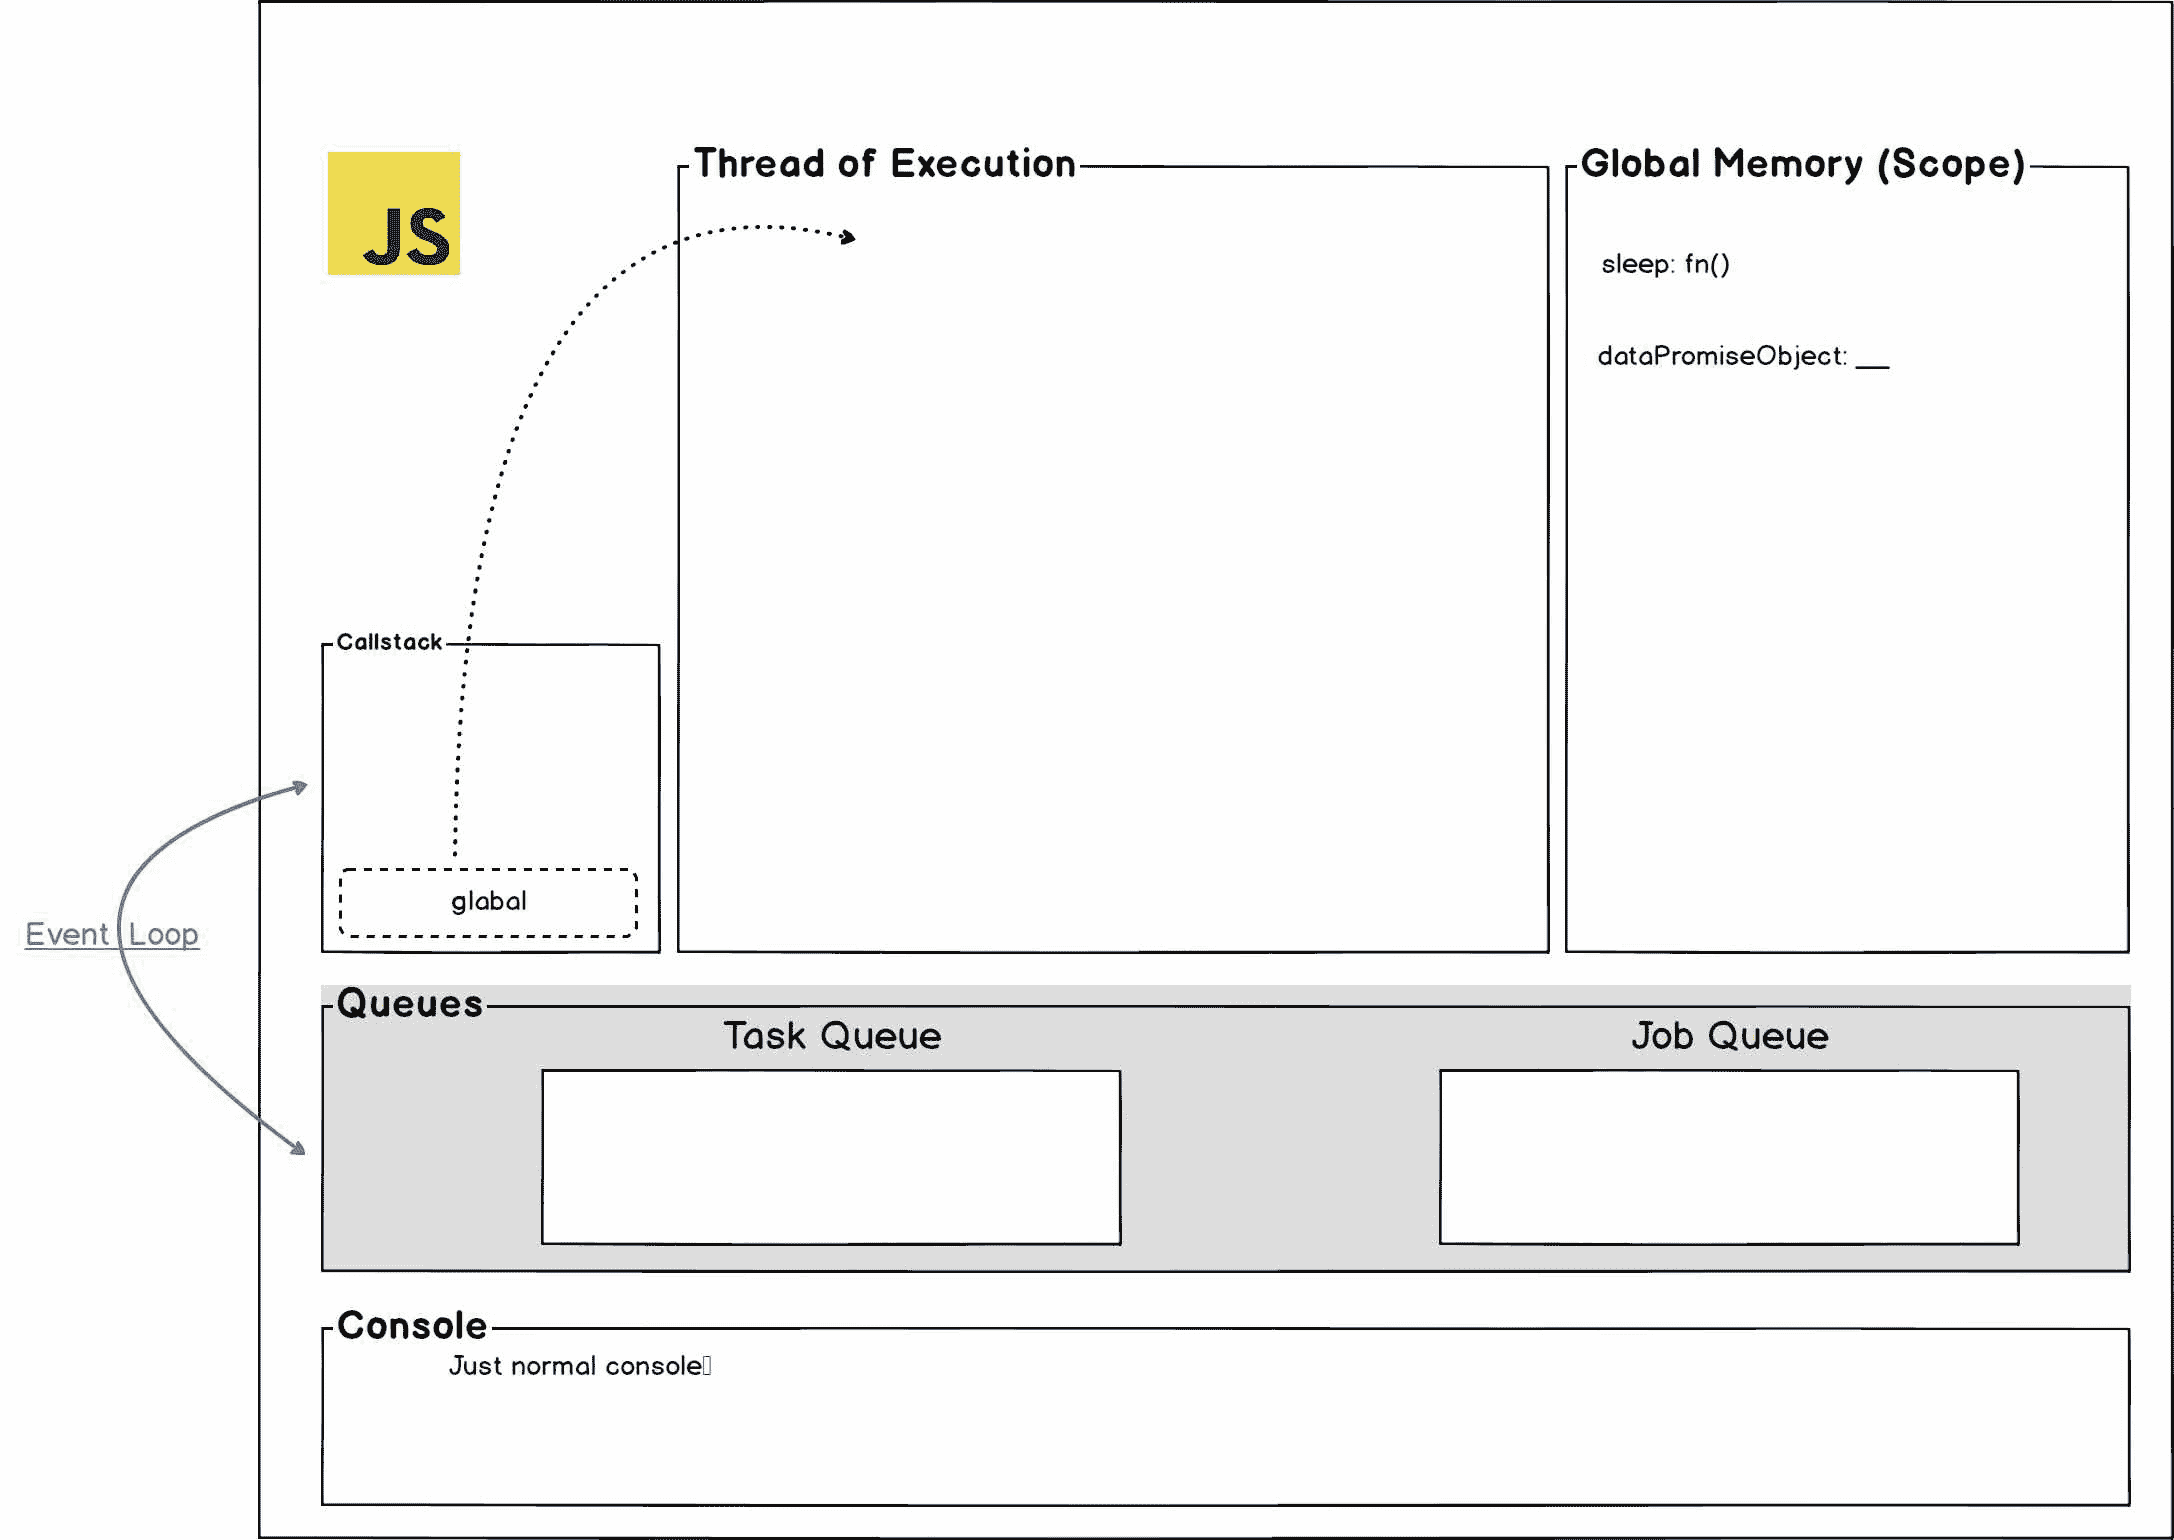 Thread of Execution
Global Memory (Scope)
JS
sleep: fn()
dataPromiseObject: __
Callstack
glabal
Event Loop
Queues
Task Queue
Job Queue
Console
Just normal console▯